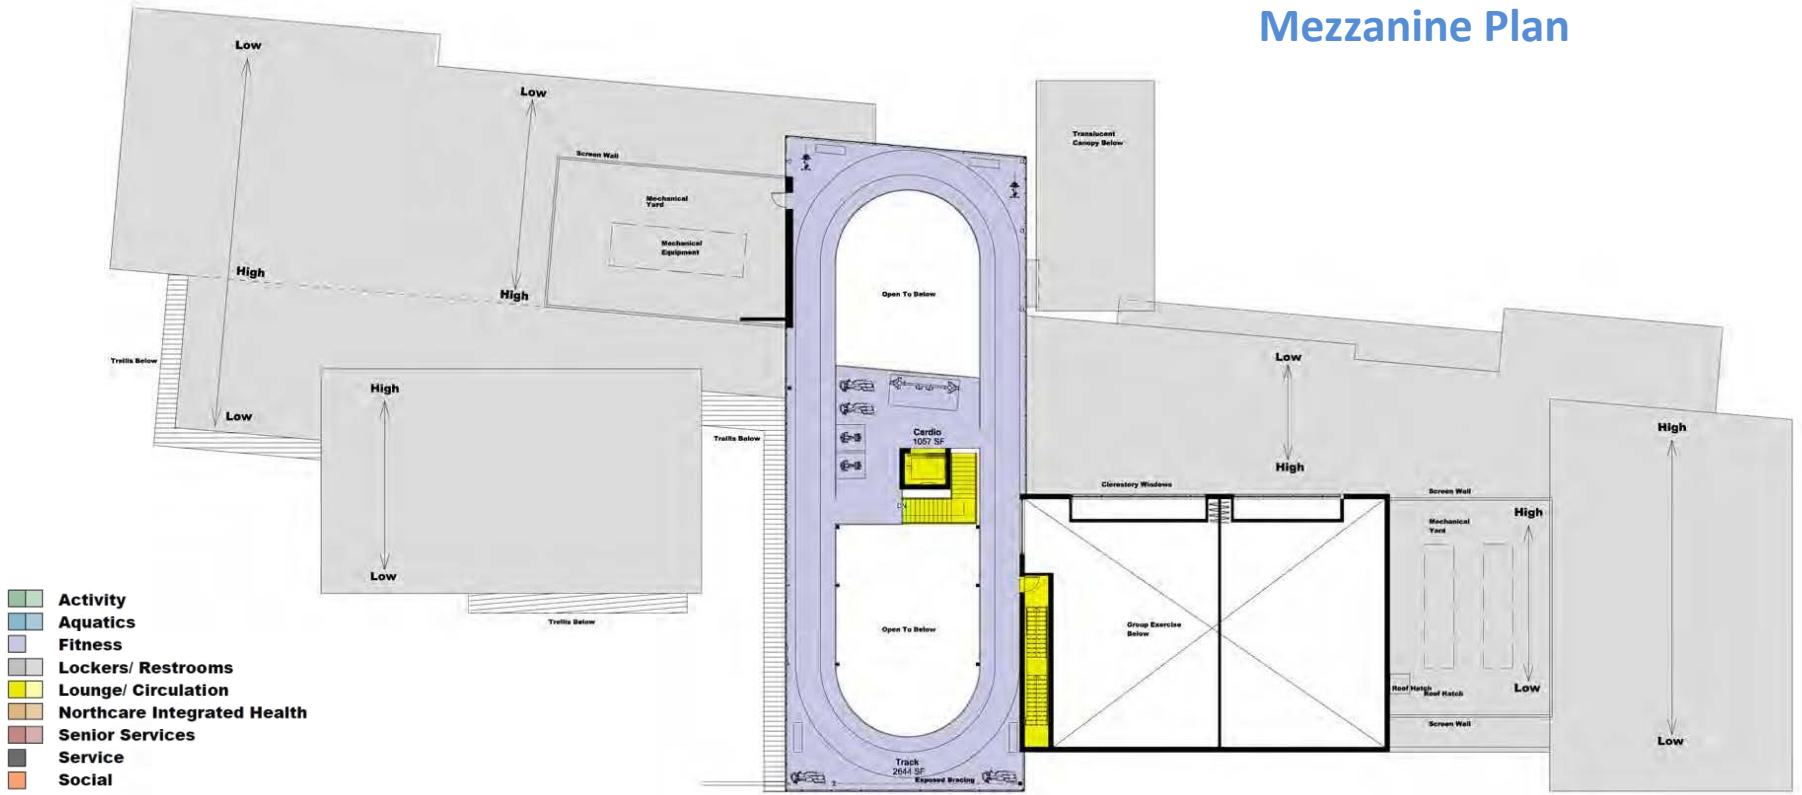 Mezzanine Plan
Low
Low
Translucent
Canopy Below
Screen Wall
Mechanical
Yard
Mechanical
Equipment
High
High
Open To Below
Trellis Below
Low
High
Low
High
Low
Cardio
1057 SF
Trellis Below
High
High
Clerestory Windows
Screen Wall
High
Mechanical
Yard
DN
Low
Activity
Aquatics
Fitness
Lockers/ Restrooms
Lounge/ Circulation
Northcare Integrated Health
Senior Services
Service
Social
Trellis Below
Open To Below
Group Exercise
Below
Roof Hatch
Roof Hatch
Low
Screen Wall
Low
Track
2644 SF
Exposed Bracing